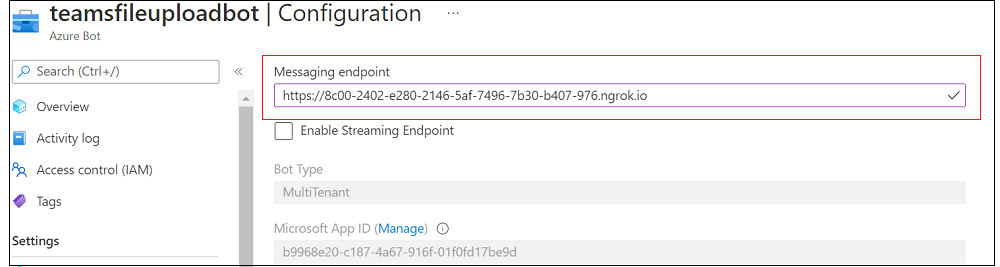 teamsfileuploadbot | Configuration ...
Azure Bot
Search (Ctrl+/)
«
Overview
Activity log
Access control (IAM)
Tags
Settings
Messaging endpoint
https://8c00-2402-e280-2146-5af-7496-7b30-b407-976.ngrok.io
Enable Streaming Endpoint
Bot Type
MultiTenant
Microsoft App ID (Manage)
b9968e20-c187-4a67-916f-01f0fd17be9d